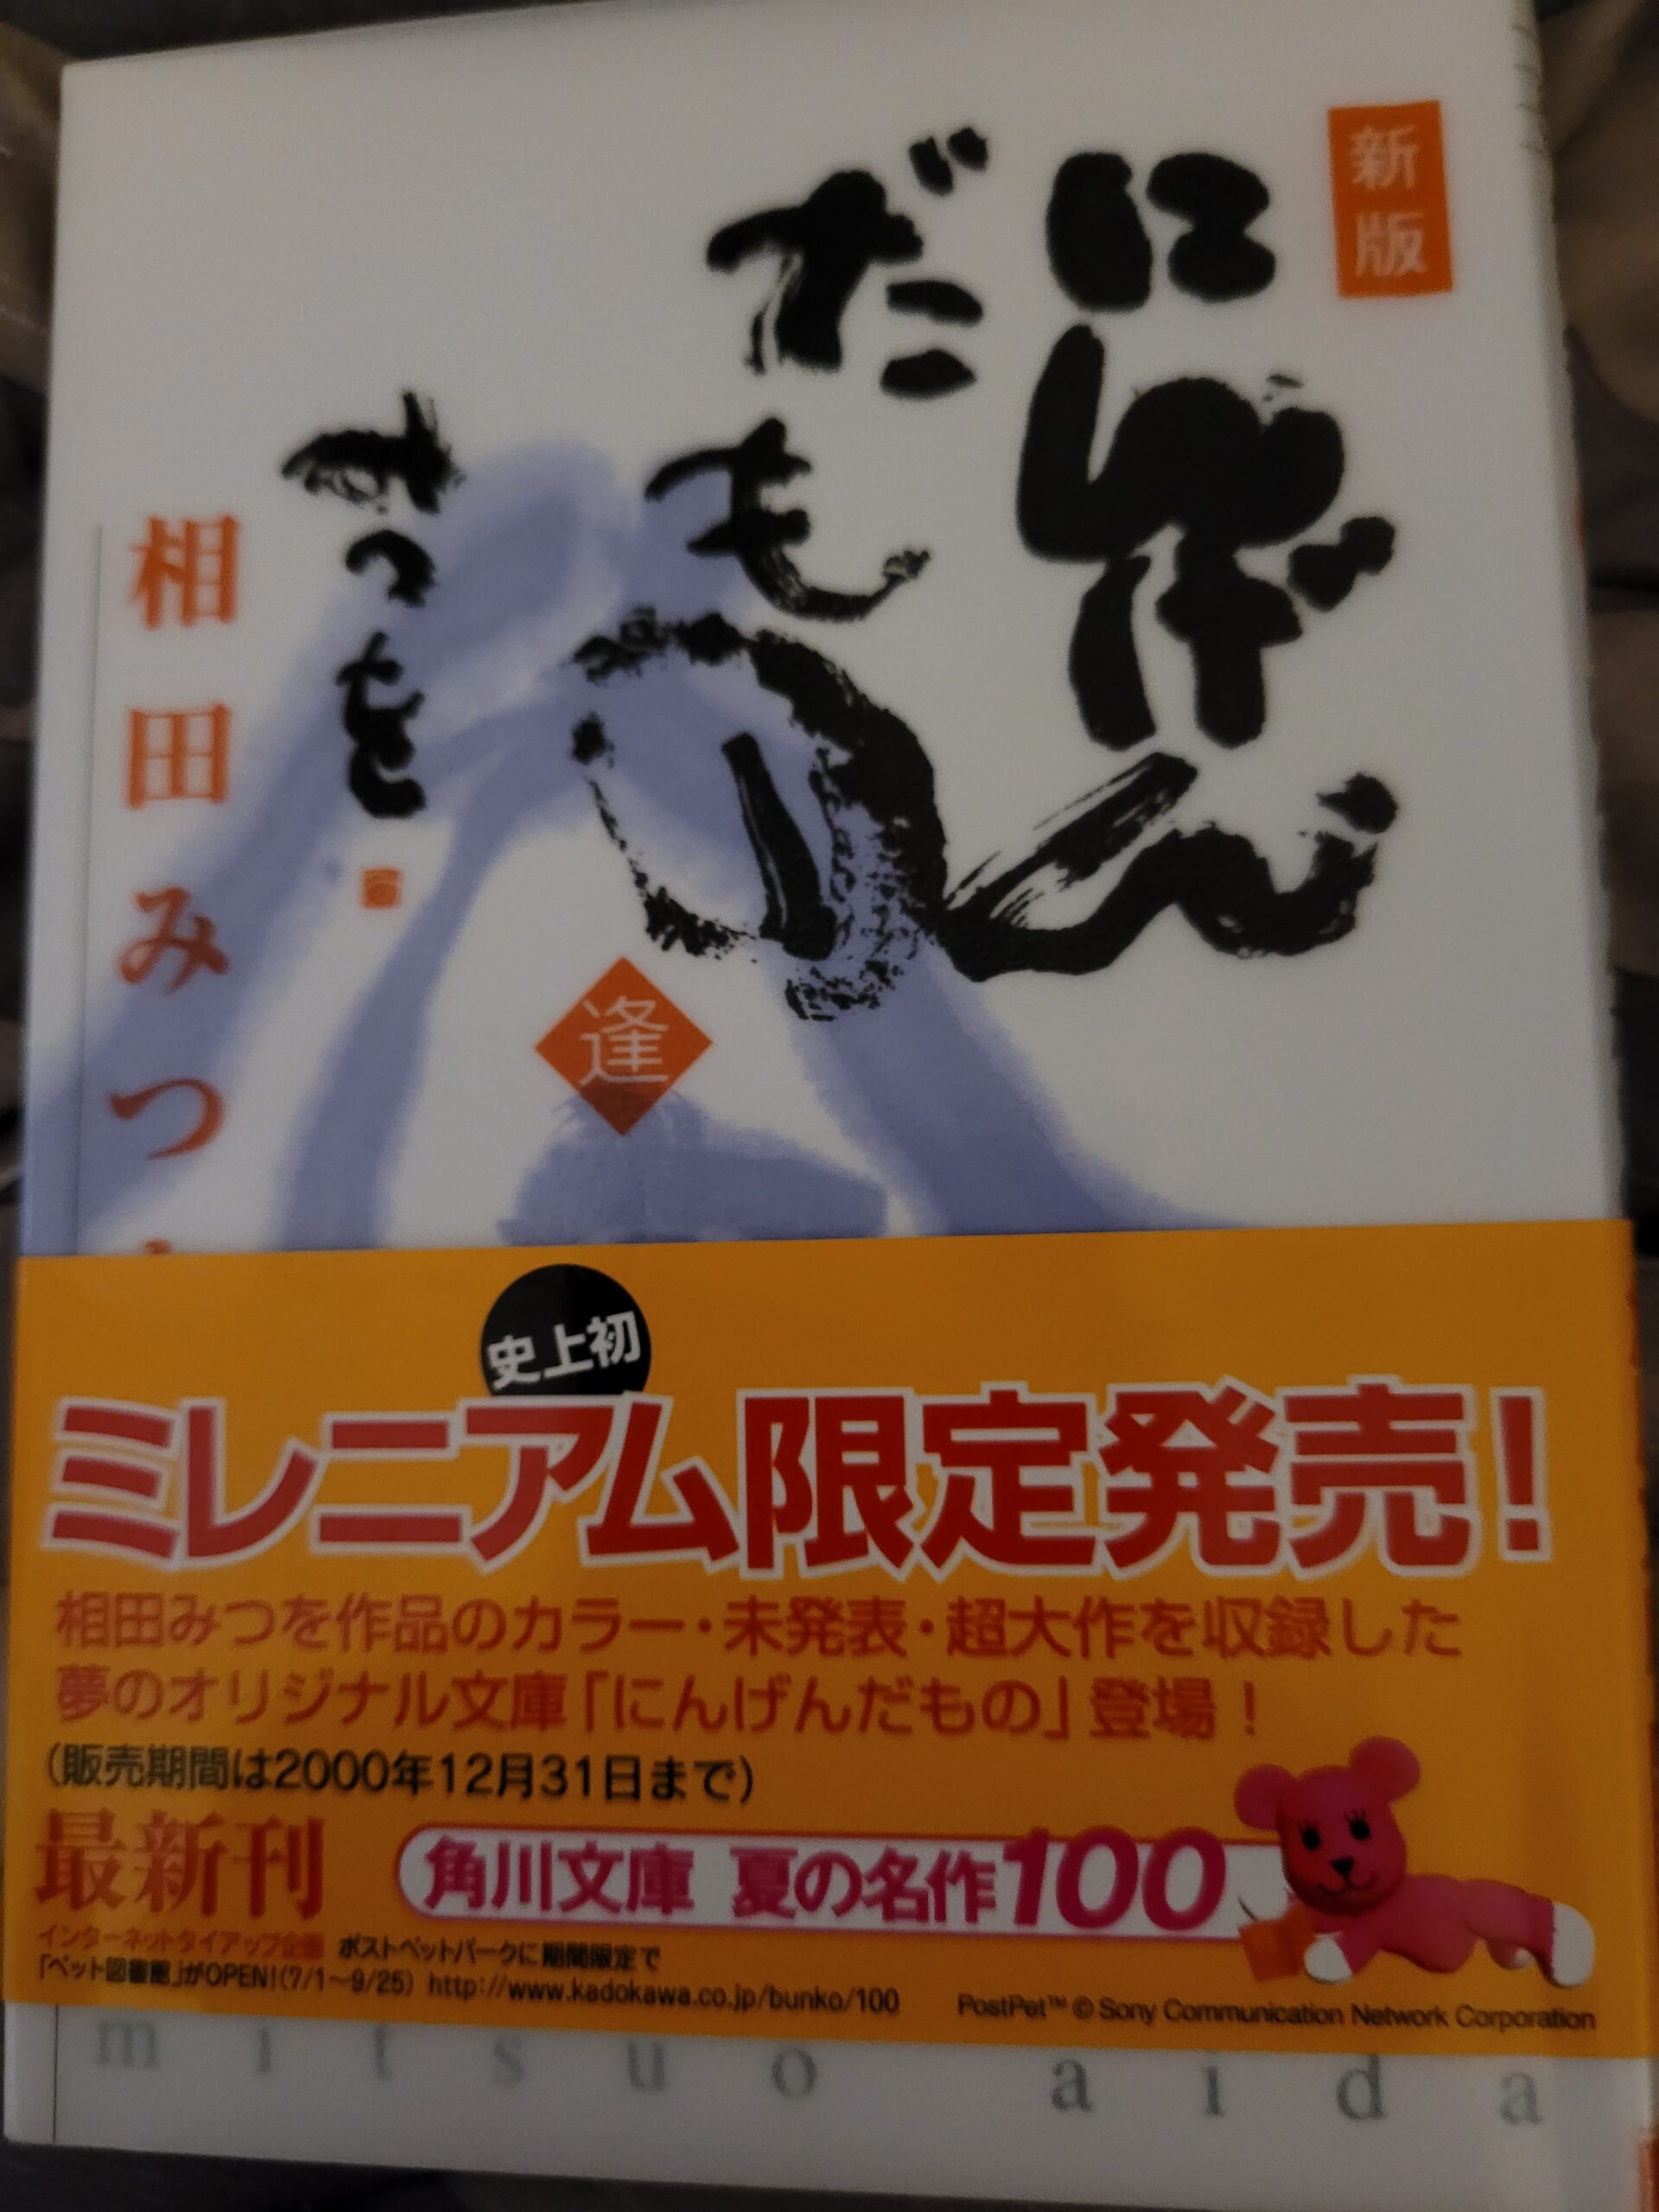 新版
にんげん
だもの
みつを
逢
相田みつ
史上初
ミレニアム限定発売!
相田みつを作品のカラー・未発表・超大作を収録した
夢のオリジナル文庫「にんげんだもの」登場!
(販売期間は2000年12月31日まで)
最新刊
角川文庫 夏の名作100
インターネットタイアップ企画 ポストペットパークに期間限定で
「ペット図書館」がOPEN!(7/1〜9/25) http://www.kadokawa.co.jp/bunko/100
PostPet™ © Sony Communication Network Corporation
mitsuo aida